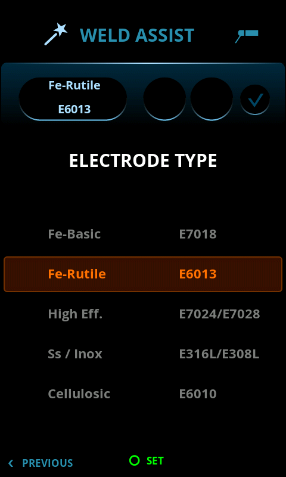 WELD ASSIST
Fe-Rutile
E6013
ELECTRODE TYPE
Fe-Basic E7018
Fe-Rutile E6013
High Eff. E7024/E7028
Ss / Inox E316L/E308L
Cellulosic E6010
‹ PREVIOUS SET